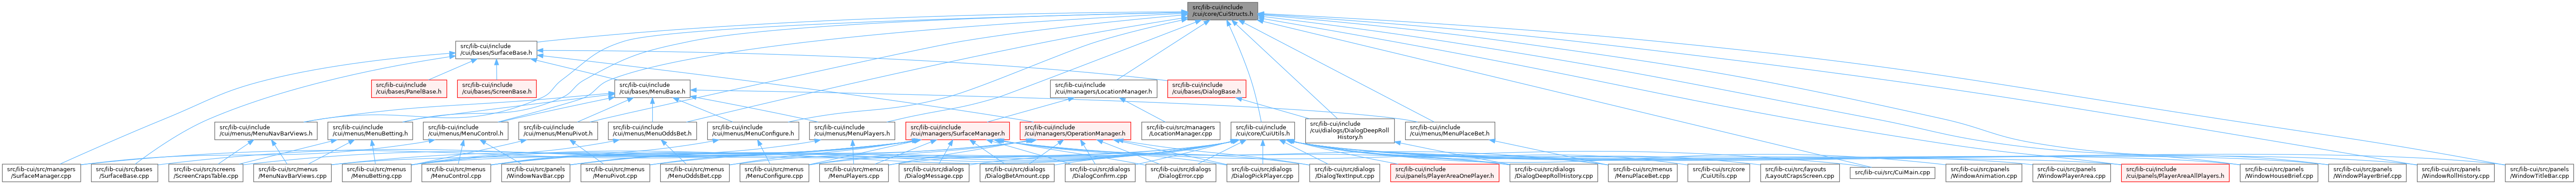 src/lib-cui/include
/cui/core/CuiStructs.h
src/lib-cui/include
/cui/bases/SurfaceBase.h
src/lib-cui/include
/cui/bases/PanelBase.h
src/lib-cui/include
/cui/bases/ScreenBase.h
src/lib-cui/include
/cui/bases/MenuBase.h
src/lib-cui/include
/cui/managers/LocationManager.h
src/lib-cui/include
/cui/bases/DialogBase.h
src/lib-cui/include
/cui/menus/MenuNavBarViews.h
src/lib-cui/include
/cui/menus/MenuBetting.h
src/lib-cui/include
/cui/menus/MenuControl.h
src/lib-cui/include
/cui/menus/MenuPivot.h
src/lib-cui/include
/cui/menus/MenuOddsBet.h
src/lib-cui/include
/cui/menus/MenuConfigure.h
src/lib-cui/include
/cui/menus/MenuPlayers.h
src/lib-cui/include
/cui/managers/SurfaceManager.h
src/lib-cui/include
/cui/managers/OperationManager.h
src/lib-cui/src/managers
/LocationManager.cpp
src/lib-cui/include
/cui/core/CuiUtils.h
src/lib-cui/include
/cui/dialogs/DialogDeepRoll
History.h
src/lib-cui/include
/cui/menus/MenuPlaceBet.h
src/lib-cui/src/managers
/SurfaceManager.cpp
src/lib-cui/src/bases
/SurfaceBase.cpp
src/lib-cui/src/screens
/ScreenCrapsTable.cpp
src/lib-cui/src/menus
/MenuNavBarViews.cpp
src/lib-cui/src/menus
/MenuBetting.cpp
src/lib-cui/src/menus
/MenuControl.cpp
src/lib-cui/src/panels
/WindowNavBar.cpp
src/lib-cui/src/menus
/MenuPivot.cpp
src/lib-cui/src/menus
/MenuOddsBet.cpp
src/lib-cui/src/menus
/MenuConfigure.cpp
src/lib-cui/src/menus
/MenuPlayers.cpp
src/lib-cui/src/dialogs
/DialogMessage.cpp
src/lib-cui/src/dialogs
/DialogBetAmount.cpp
src/lib-cui/src/dialogs
/DialogConfirm.cpp
src/lib-cui/src/dialogs
/DialogError.cpp
src/lib-cui/src/dialogs
/DialogPickPlayer.cpp
src/lib-cui/src/dialogs
/DialogTextInput.cpp
src/lib-cui/include
/cui/panels/PlayerAreaOnePlayer.h
src/lib-cui/src/dialogs
/DialogDeepRollHistory.cpp
src/lib-cui/src/menus
/MenuPlaceBet.cpp
src/lib-cui/src/core
/CuiUtils.cpp
src/lib-cui/src/layouts
/LayoutCrapsScreen.cpp
src/lib-cui/src/CuiMain.cpp
src/lib-cui/src/panels
/WindowAnimation.cpp
src/lib-cui/src/panels
/WindowPlayerArea.cpp
src/lib-cui/include
/cui/panels/PlayerAreaAllPlayers.h
src/lib-cui/src/panels
/WindowHouseBrief.cpp
src/lib-cui/src/panels
/WindowPlayerBrief.cpp
src/lib-cui/src/panels
/WindowRollHistory.cpp
src/lib-cui/src/panels
/WindowTitleBar.cpp